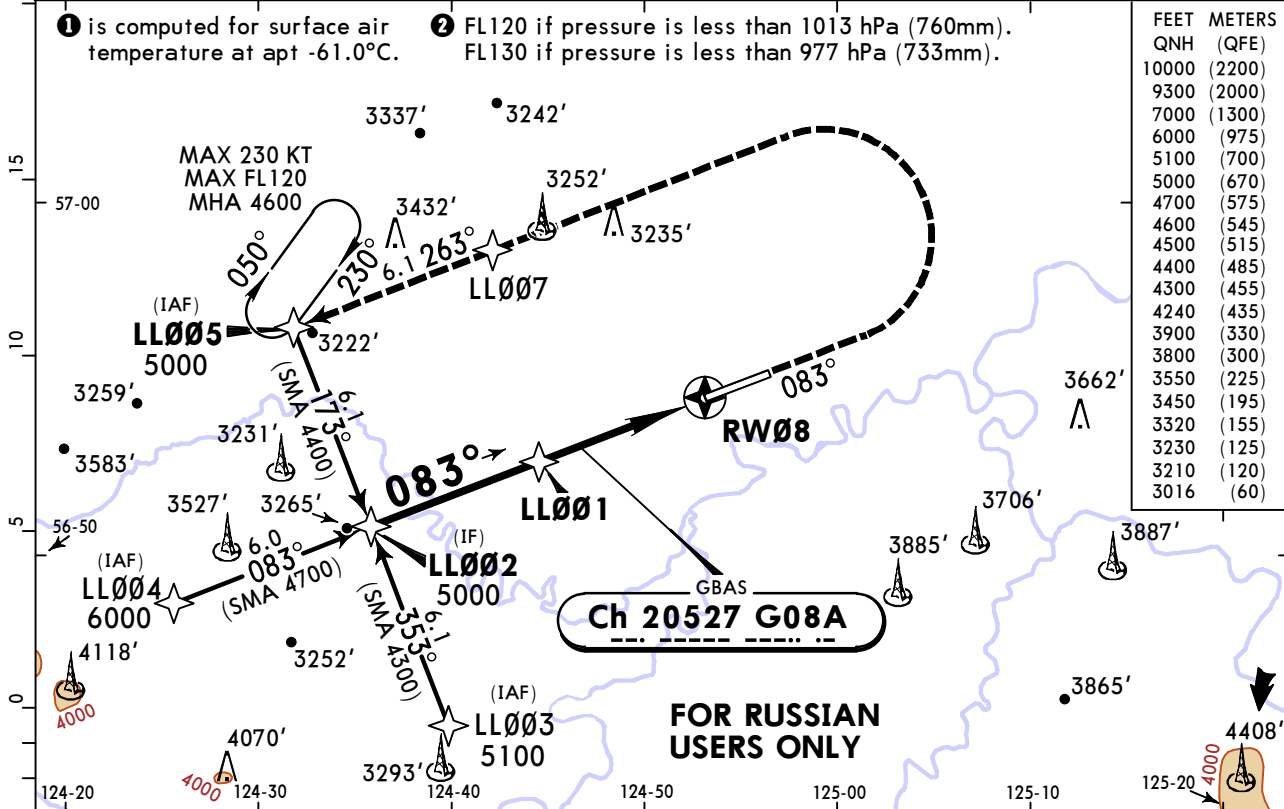 ❶ is computed for surface air
temperature at apt -61.0°C.
❷ FL120 if pressure is less than 1013 hPa (760mm).
FL130 if pressure is less than 977 hPa (733mm).
FEET METERS
QNH (QFE)
10000 (2200)
9300 (2000)
7000 (1300)
6000 (975)
5100 (700)
5000 (670)
4700 (575)
4600 (545)
4500 (515)
4400 (485)
4300 (455)
4240 (435)
3900 (330)
3800 (300)
3550 (225)
3450 (195)
3320 (155)
3230 (125)
3210 (120)
3016 (60)
3337'
3242'
MAX 230 KT
MAX FL120
MHA 4600
15
57-00
3252'
3432'
3235'
050°
230°
6.1 263°
LLØØ7
(IAF)
LLØØ5
5000
3222'
10
3259'
6.1
173°
(SMA 4400)
083°
3662'
RWØ8
3231'
3583'
083°
LLØØ1
3527'
3265'
5
56-50
3706'
3887'
3885'
(IAF)
LLØØ4
6000
6.0
083°
(SMA 4700)
(IF)
LLØØ2
5000
GBAS
Ch 20527 G08A
6.1
353°
(SMA 4300)
3252'
4118'
4000
3865'
0
(IAF)
LLØØ3
5100
FOR RUSSIAN
USERS ONLY
4070'
4000
3293'
4408'
4000
124-20
124-30
124-40
124-50
125-00
125-10
125-20